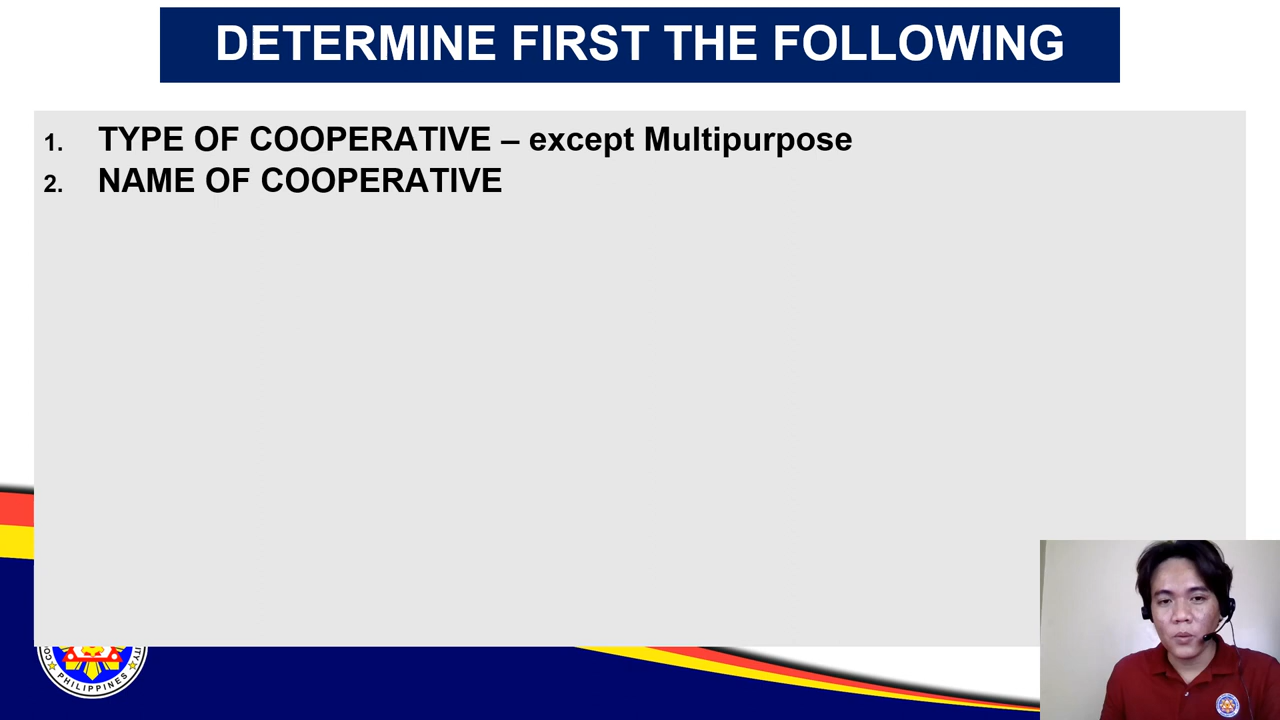 DETERMINE FIRST THE FOLLOWING
1. TYPE OF COOPERATIVE – except Multipurpose
2. NAME OF COOPERATIVE
PHILIPPINES